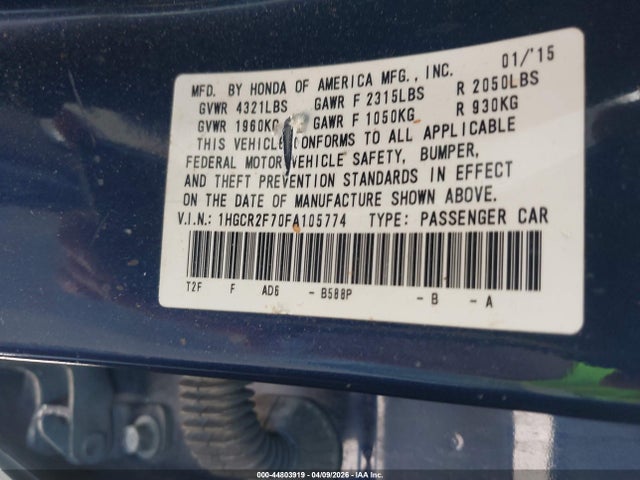 MFD. BY HONDA OF AMERICA MFG., INC. 01/'15
GVWR 4321LBS GAWR F 2315LBS R 2050LBS
GVWR 1960KG GAWR F 1050KG R 930KG
THIS VEHICLE CONFORMS TO ALL APPLICABLE
FEDERAL MOTOR VEHICLE SAFETY, BUMPER,
AND THEFT PREVENTION STANDARDS IN EFFECT
ON THE DATE OF MANUFACTURE SHOWN ABOVE.
V.I.N.: 1HGCR2F70FA105774 TYPE: PASSENGER CAR
T2F F AD6 - B588P - B - A
000-44803919 04/09/2026 IAA Inc.